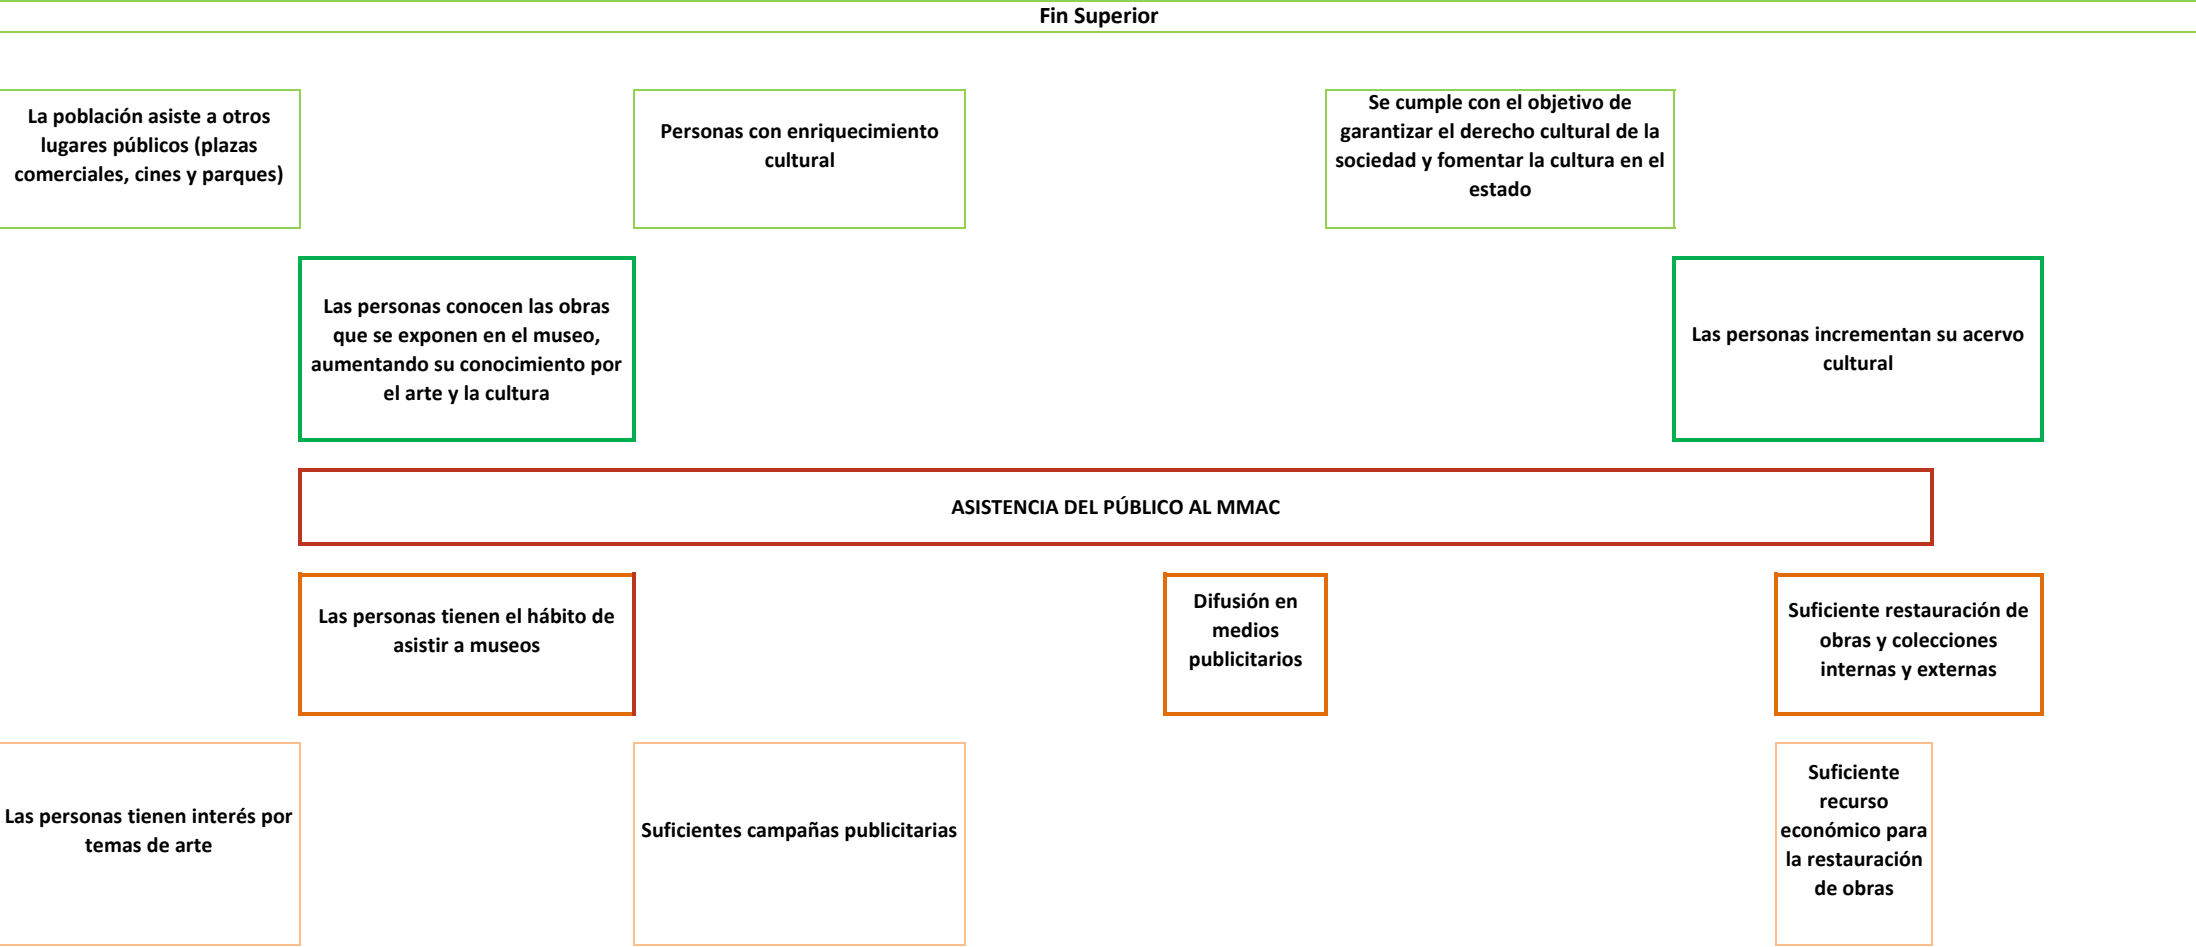 Fin Superior
La población asiste a otros
lugares públicos (plazas
comerciales, cines y parques)
Personas con enriquecimiento
cultural
Se cumple con el objetivo de
garantizar el derecho cultural de la
sociedad y fomentar la cultura en el
estado
Las personas conocen las obras
que se exponen en el museo,
aumentando su conocimiento por
el arte y la cultura
Las personas incrementan su acervo
cultural
ASISTENCIA DEL PÚBLICO AL MMAC
Las personas tienen el hábito de
asistir a museos
Difusión en
medios
publicitarios
Suficiente restauración de
obras y colecciones
internas y externas
Las personas tienen interés por
temas de arte
Suficientes campañas publicitarias
Suficiente
recurso
económico para
la restauración
de obras